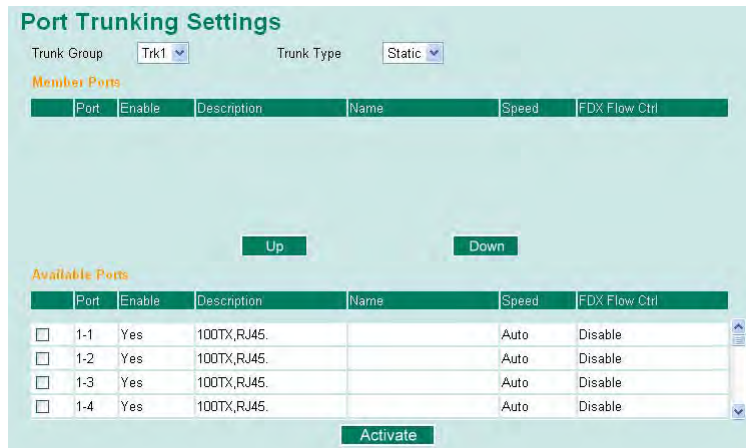 Port Trunking Settings
Trunk Group Trk1 Trunk Type Static
Member Ports
Port Enable Description Name Speed FDX Flow Ctrl
Up Down
Available Ports
Port Enable Description Name Speed FDX Flow Ctrl
1-1 Yes 100TX,RJ45. Auto Disable
1-2 Yes 100TX,RJ45. Auto Disable
1-3 Yes 100TX,RJ45. Auto Disable
1-4 Yes 100TX,RJ45. Auto Disable
Activate